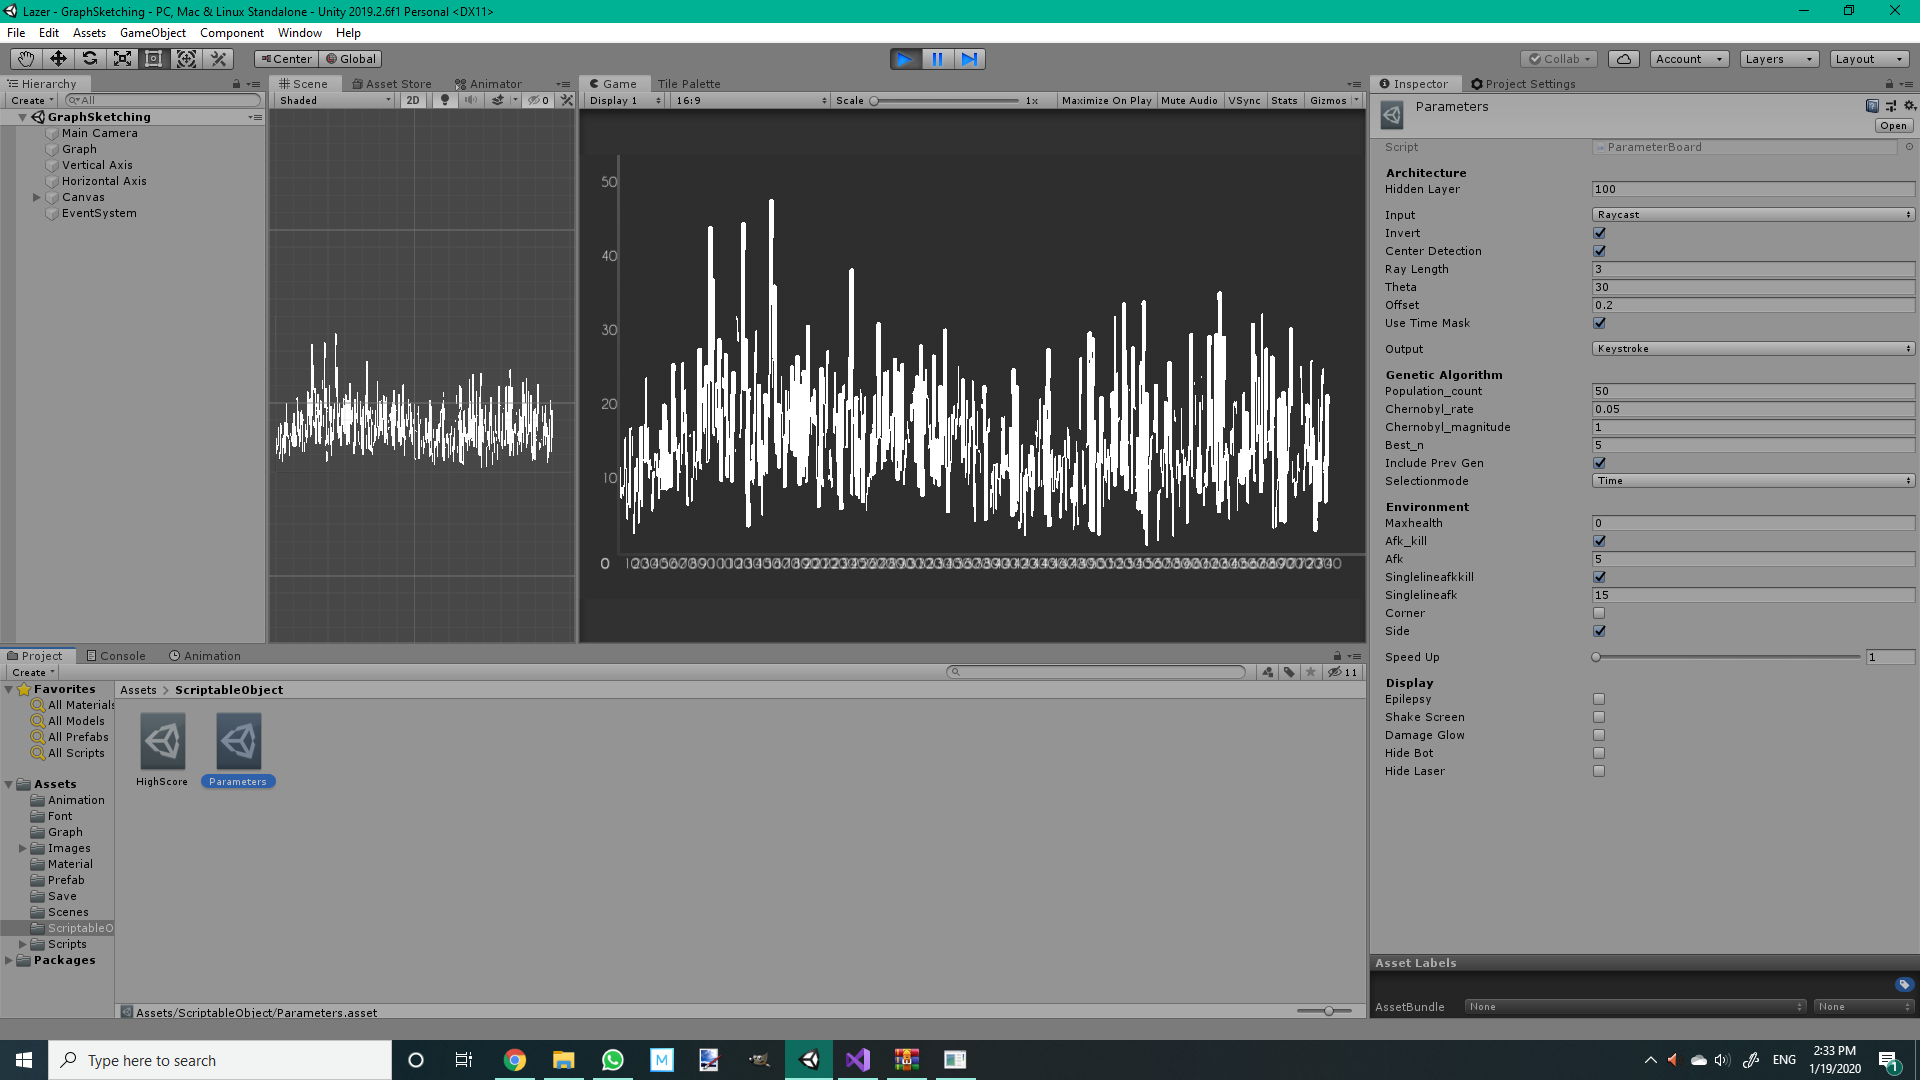 Lazer - GraphSketching - PC, Mac & Linux Standalone - Unity 2019.2.6f1 Personal <DX11>
File Edit Assets GameObject Component Window Help
Center Global Collab Account Layers Layout
Hierarchy
Create All
GraphSketching
Main Camera
Graph
Vertical Axis
Horizontal Axis
Canvas
EventSystem
Scene Asset Store Animator
Shaded 2D 0
Game Tile Palette
Display 1 16:9 Scale 1x Maximize On Play Mute Audio VSync Stats Gizmos
50
40
30
20
10
0
Inspector Project Settings
Parameters
Open
Script ParameterBoard
Architecture
Hidden Layer 100
Input Raycast
Invert
Center Detection
Ray Length 3
Theta 30
Offset 0.2
Use Time Mask
Output Keystroke
Genetic Algorithm
Population_count 50
Chernobyl_rate 0.05
Chernobyl_magnitude 1
Best_n 5
Include Prev Gen
Selectionmode Time
Environment
Maxhealth 0
Afk_kill
Afk 5
Singlelineafkkill
Singlelineafk 15
Corner
Side
Speed Up 1
Display
Epilepsy
Shake Screen
Damage Glow
Hide Bot
Hide Laser
Asset Labels
AssetBundle None None
Project Console Animation
Create 11
Favorites
All Materials
All Models
All Prefabs
All Scripts
Assets
Animation
Font
Graph
Images
Material
Prefab
Save
Scenes
ScriptableO
Scripts
Packages
Assets > ScriptableObject
HighScore Parameters
Assets/ScriptableObject/Parameters.asset
Type here to search
ENG
2:33 PM
1/19/2020
1